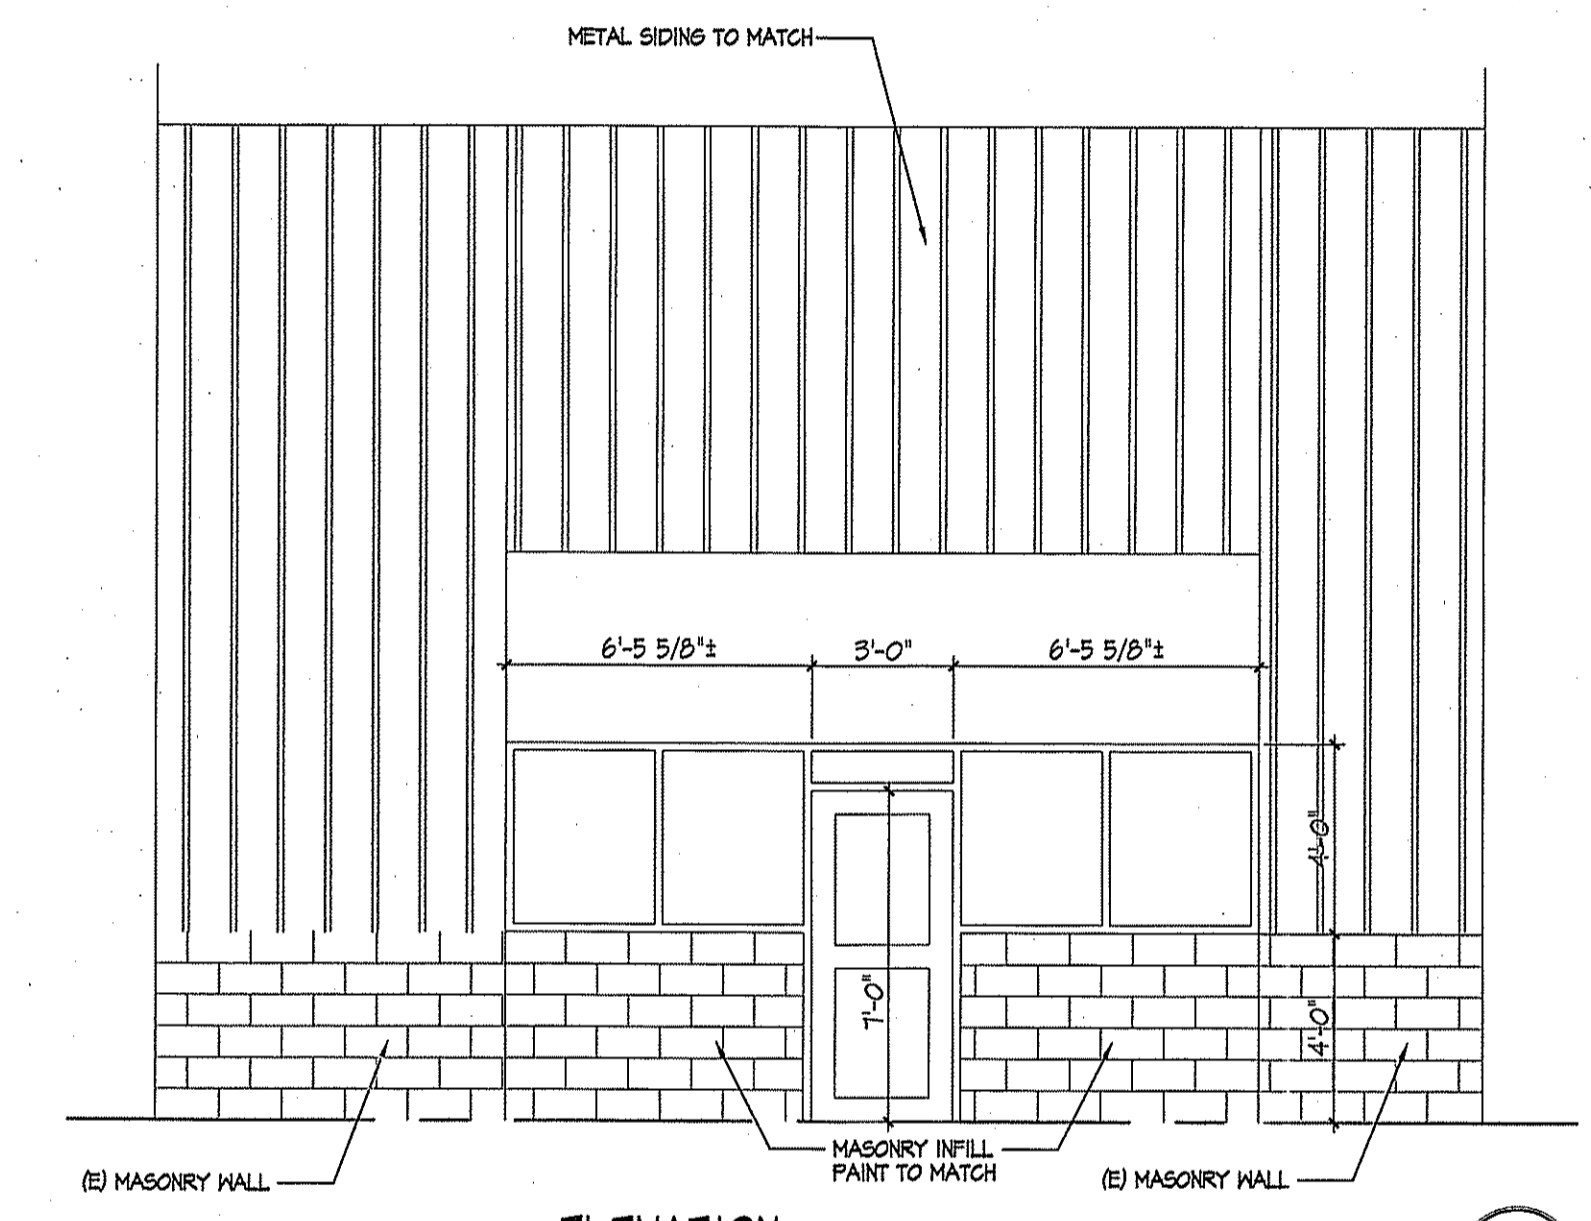 METAL SIDING TO MATCH
6'-5 5/8"±
3'-0"
6'-5 5/8"±
4'-0"
7'-0"
4'-0"
MASONRY INFILL
PAINT TO MATCH
(E) MASONRY WALL
(E) MASONRY WALL